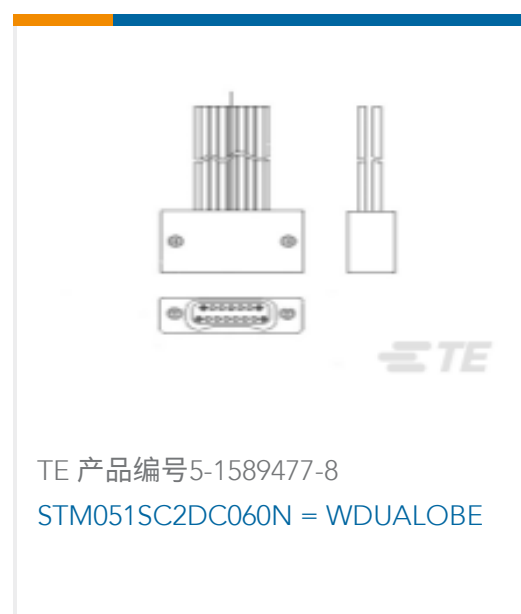 TE
TE 产品编号5-1589477-8
STM051SC2DC060N = WDUALOBE